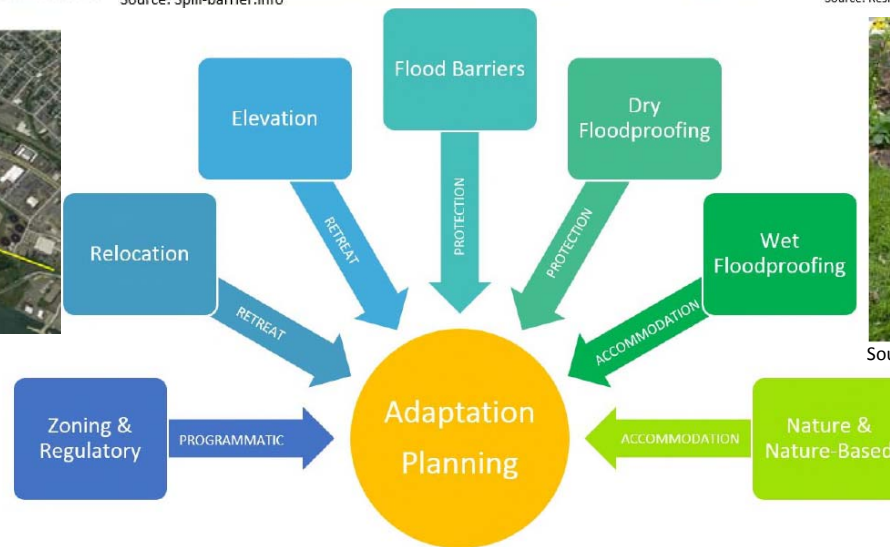 Source: Spill-barrier.info
Flood Barriers
Elevation
Dry
Floodproofing
Relocation
Wet
Floodproofing
RETREAT
PROTECTION
PROTECTION
RETREAT
ACCOMMODATION
Zoning &
Regulatory
PROGRAMMATIC
Adaptation
Planning
ACCOMMODATION
Nature &
Nature-Based